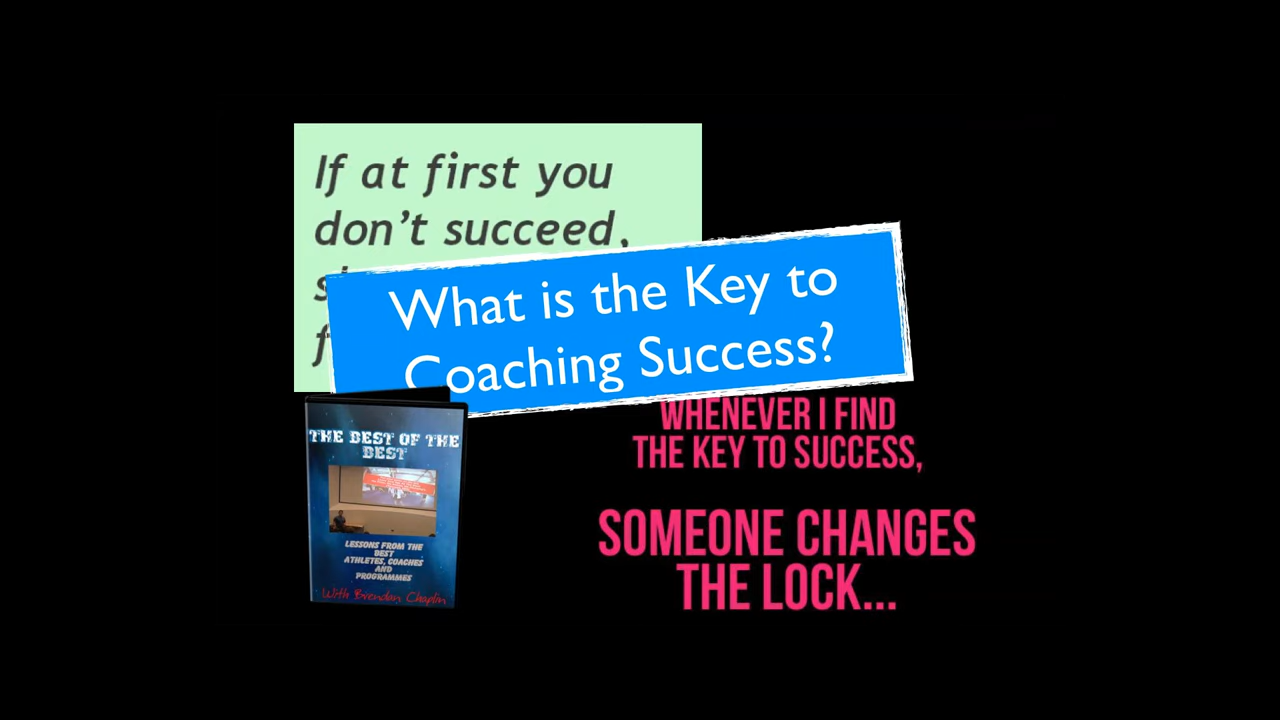 If at first you
don't succeed,
What is the Key to
Coaching Success?
THE BEST OF THE
BEST
LESSONS FROM THE
BEST
ATHLETES, COACHES
AND
PROGRAMMES
With Brendan Chaplin
WHENEVER I FIND
THE KEY TO SUCCESS,
SOMEONE CHANGES
THE LOCK...